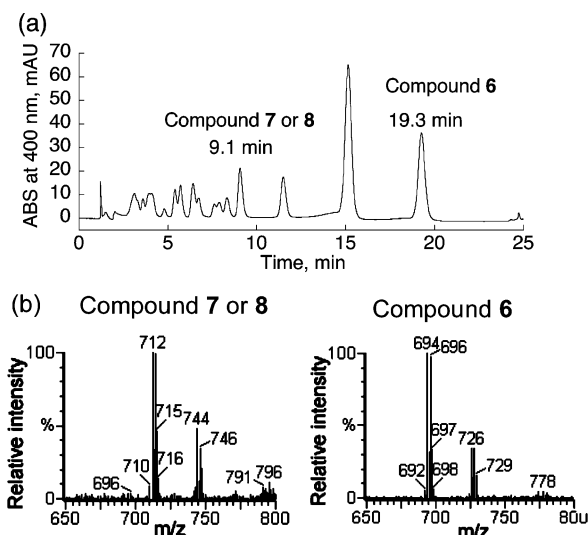 (a)
ABS at 400 nm, mAU
70
60
50
40
30
20
10
0
Compound 7 or 8
9.1 min
Compound 6
19.3 min
0 5 10 15 20 25
Time, min
(b)
Compound 7 or 8
Relative intensity
100
%
0
712
715
744
746
716
710
696
791
796
650 700 750 800
m/z
Compound 6
Relative intensity
100
%
0
694
696
697
726
692
698
729
778
650 700 750 80u
m/z